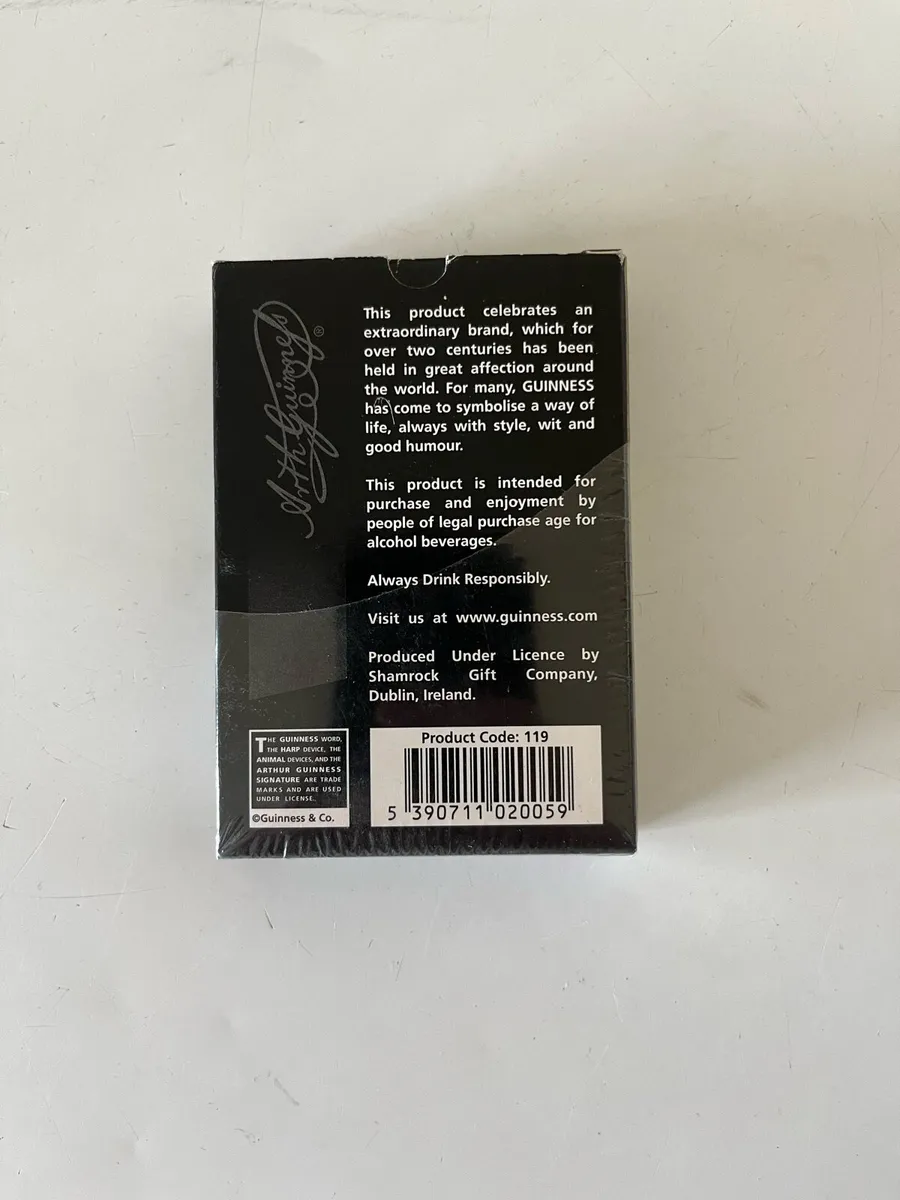 Arth. Guinness ®
This product celebrates an
extraordinary brand, which for
over two centuries has been
held in great affection around
the world. For many, GUINNESS
has come to symbolise a way of
life, always with style, wit and
good humour.
This product is intended for
purchase and enjoyment by
people of legal purchase age for
alcohol beverages.
Always Drink Responsibly.
Visit us at www.guinness.com
Produced Under Licence by
Shamrock Gift Company,
Dublin, Ireland.
THE GUINNESS WORD,
THE HARP DEVICE, THE
ANIMAL DEVICES, AND THE
ARTHUR GUINNESS
SIGNATURE ARE TRADE
MARKS AND ARE USED
UNDER LICENSE.
©Guinness & Co.
Product Code: 119
5 390711 020059